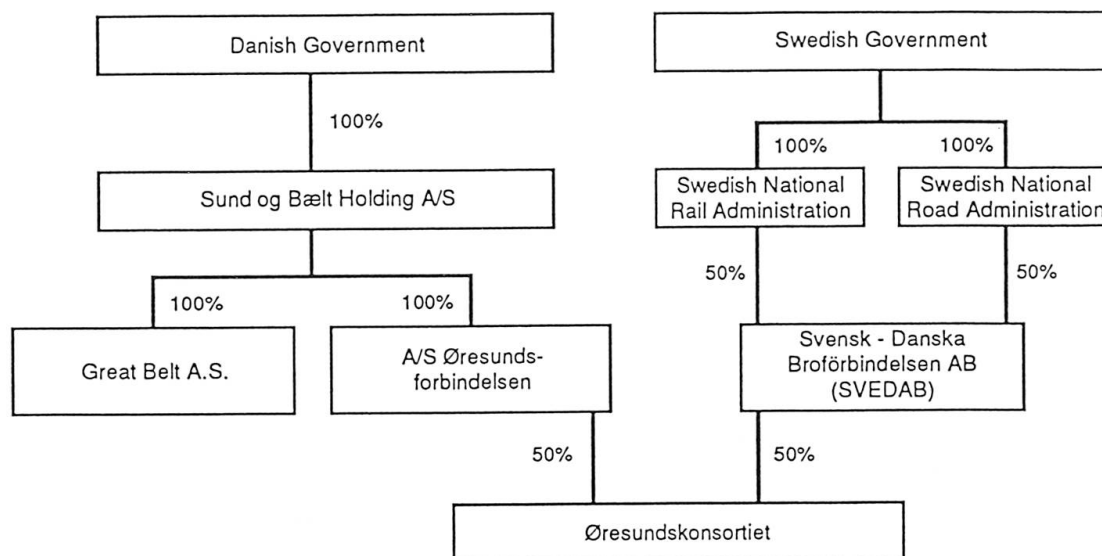 Danish Government
Swedish Government
100%
100%
100%
Sund og Bælt Holding A/S
Swedish National
Rail Administration
Swedish National
Road Administration
50%
50%
100%
100%
Great Belt A.S.
A/S Øresunds-
forbindelsen
Svensk - Danska
Broförbindelsen AB
(SVEDAB)
50%
50%
Øresundskonsortiet